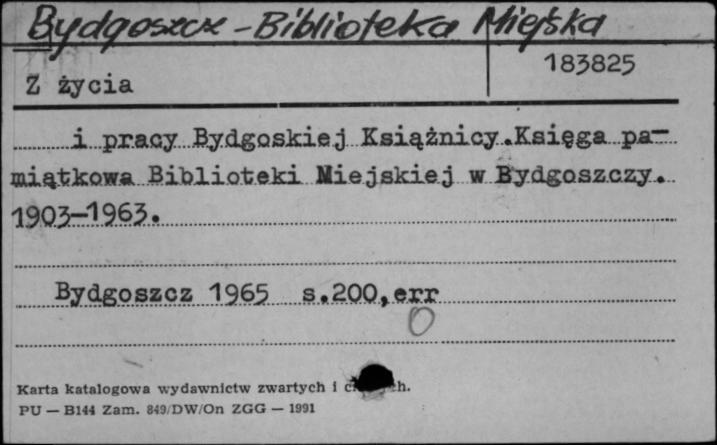 Bydgoszcz - Biblioteka Miejska
183825
Z życia
i pracy Bydgoskiej Książnicy.Księga pa-
miątkowa Biblioteki Miejskiej w Bydgoszczy.
1903-1963.
Bydgoszcz 1965 s.200,err
Karta katalogowa wydawnictw zwartych i
PU — B144 Zam. 849/DW/On ZGG — 1991